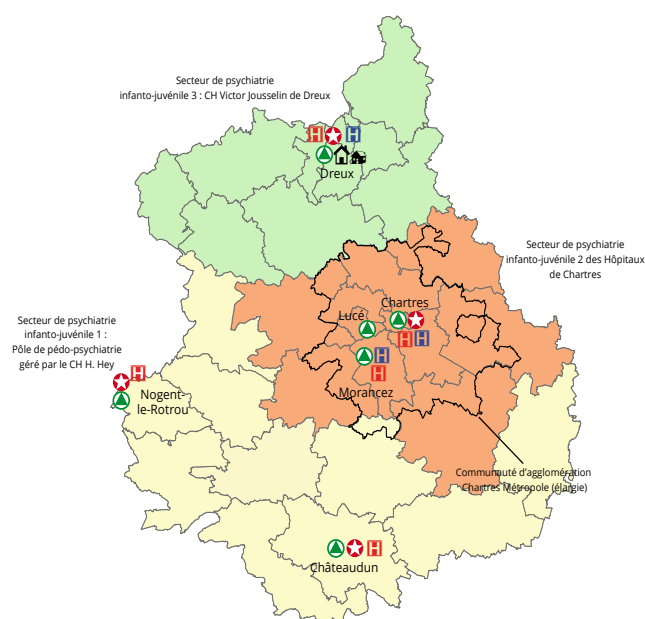 Secteur de psychiatrie
infanto-juvénile 3 : CH Victor Jousselin de Dreux
H
H
Dreux
Secteur de psychiatrie
infanto-juvénile 2 des Hôpitaux
de Chartres
Chartres
Lucé
H
H
H
H
Morancez
Secteur de psychiatrie
infanto-juvénile 1 :
Pôle de pédo-psychiatrie
géré par le CH H. Hey
H
Nogent-
le-Rotrou
Communauté d'agglomération
Chartres Métropole (élargie)
H
Châteaudun